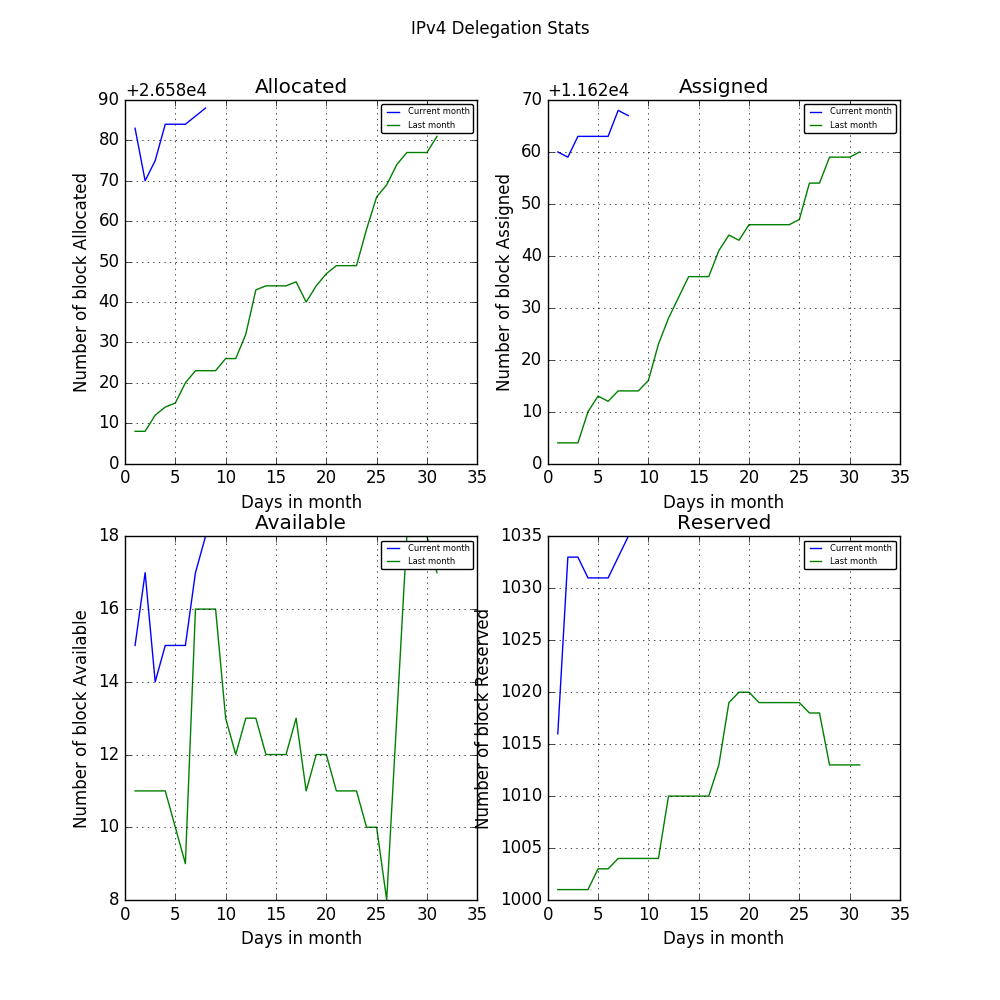 IPv4 Delegation Stats
Allocated
+2.658e4
Number of block Allocated
90
80
70
60
50
40
30
20
10
0
0 5 10 15 20 25 30 35
Days in month
Current month
Last month
Assigned
+1.162e4
Number of block Assigned
70
60
50
40
30
20
10
0
0 5 10 15 20 25 30 35
Days in month
Current month
Last month
Available
Number of block Available
18
16
14
12
10
8
0 5 10 15 20 25 30 35
Days in month
Current month
Last month
Reserved
Number of block Reserved
1035
1030
1025
1020
1015
1010
1005
1000
0 5 10 15 20 25 30 35
Days in month
Current month
Last month